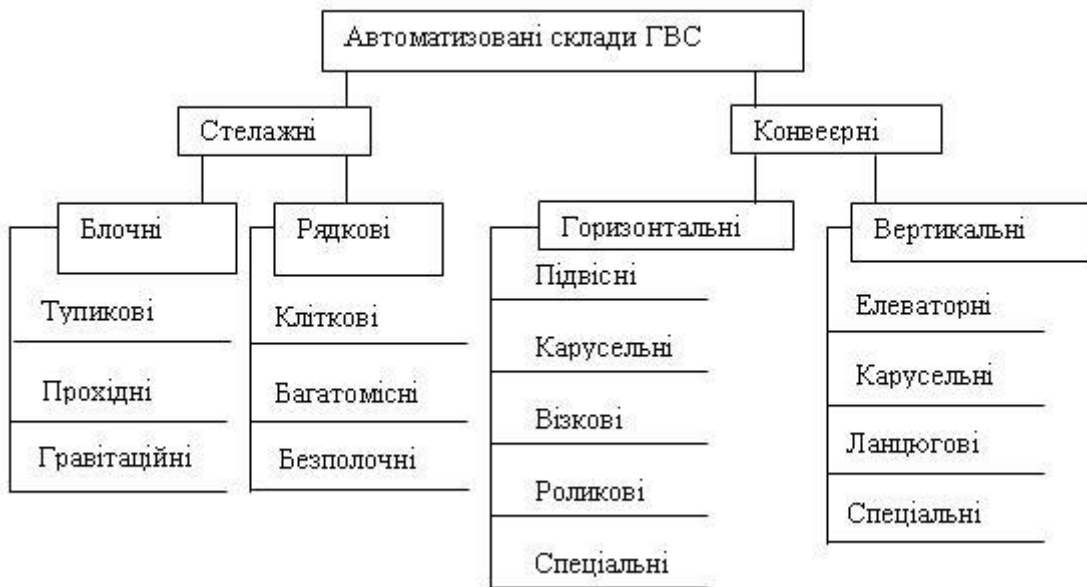 Автоматизовані склади ГВС
Стелажні
Конвеєрні
Блочні
Рядкові
Горизонтальні
Вертикальні
Тупикові
Прохідні
Гравітаційні
Кліткові
Багатомісні
Безполочні
Підвісні
Карусельні
Візкові
Роликові
Спеціальні
Елеваторні
Карусельні
Ланцюгові
Спеціальні